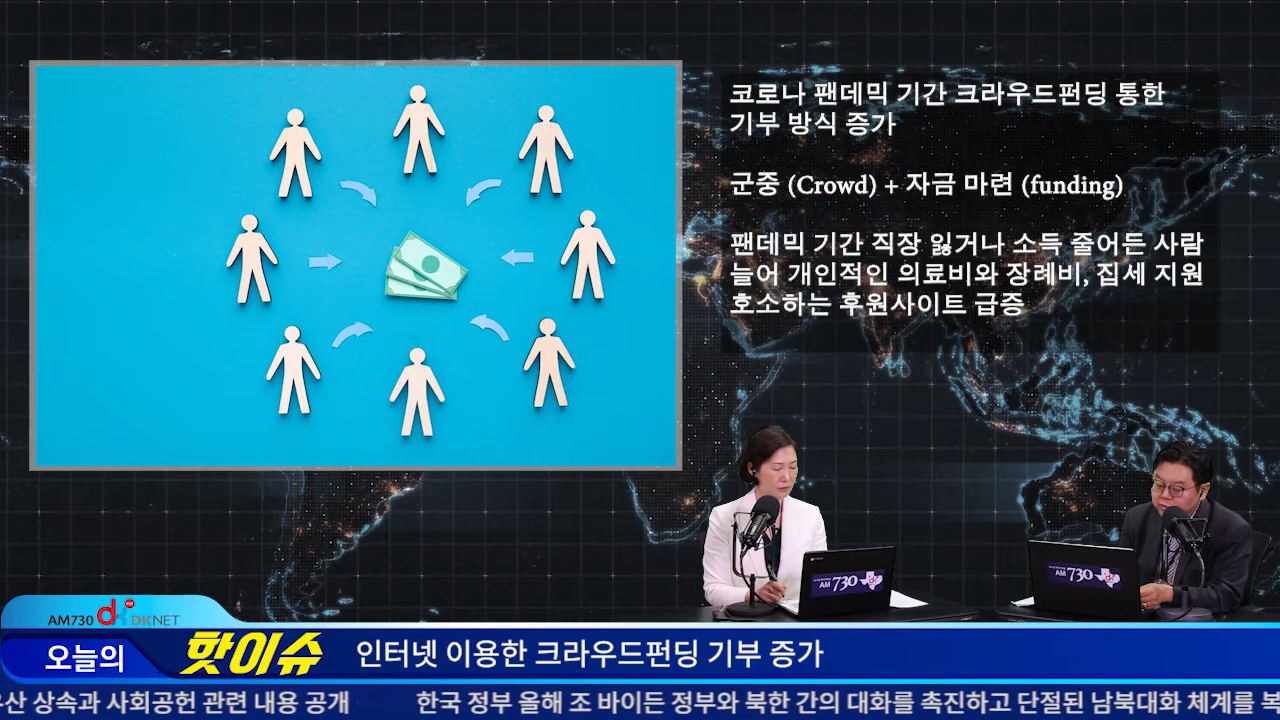 코로나 팬데믹 기간 크라우드펀딩 통한
기부 방식 증가
군중 (Crowd) + 자금 마련 (funding)
팬데믹 기간 직장 잃거나 소득 줄어든 사람
늘어 개인적인 의료비와 장례비, 집세 지원
호소하는 후원사이트 급증
AM 730 dk
AM 730 dk
AM730 dk DKNET
오늘의 핫이슈 인터넷 이용한 크라우드펀딩 기부 증가
산 상속과 사회공헌 관련 내용 공개 한국 정부 올해 조 바이든 정부와 북한 간의 대화를 촉진하고 단절된 남북대화 체계를 복